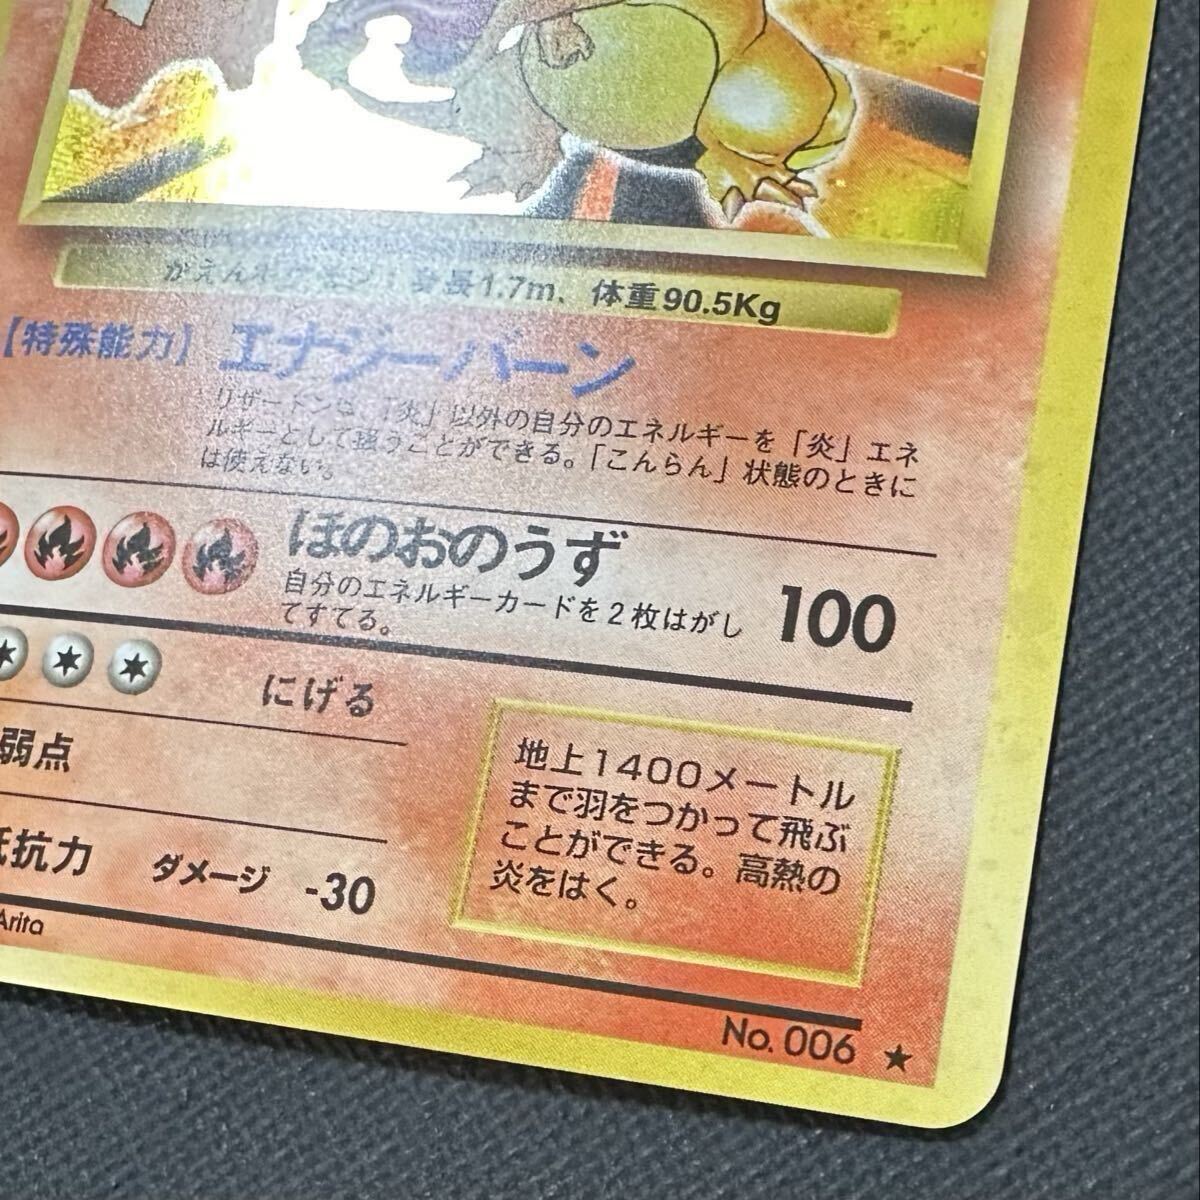 かえんポケモン 身長1.7m、体重90.5Kg
【特殊能力】エナジーバーン
リザードンは、「炎」以外の自分のエネルギーを「炎」エネ
ルギーとして扱うことができる。「こんらん」状態のときに
は使えない。
ほのおのうず 100
自分のエネルギーカードを2枚はがし
てすてる。
にげる
弱点
抵抗力 ダメージ -30
地上1400メートル
まで羽をつかって飛ぶ
ことができる。高熱の
炎をはく。
Arita
No. 006 ★